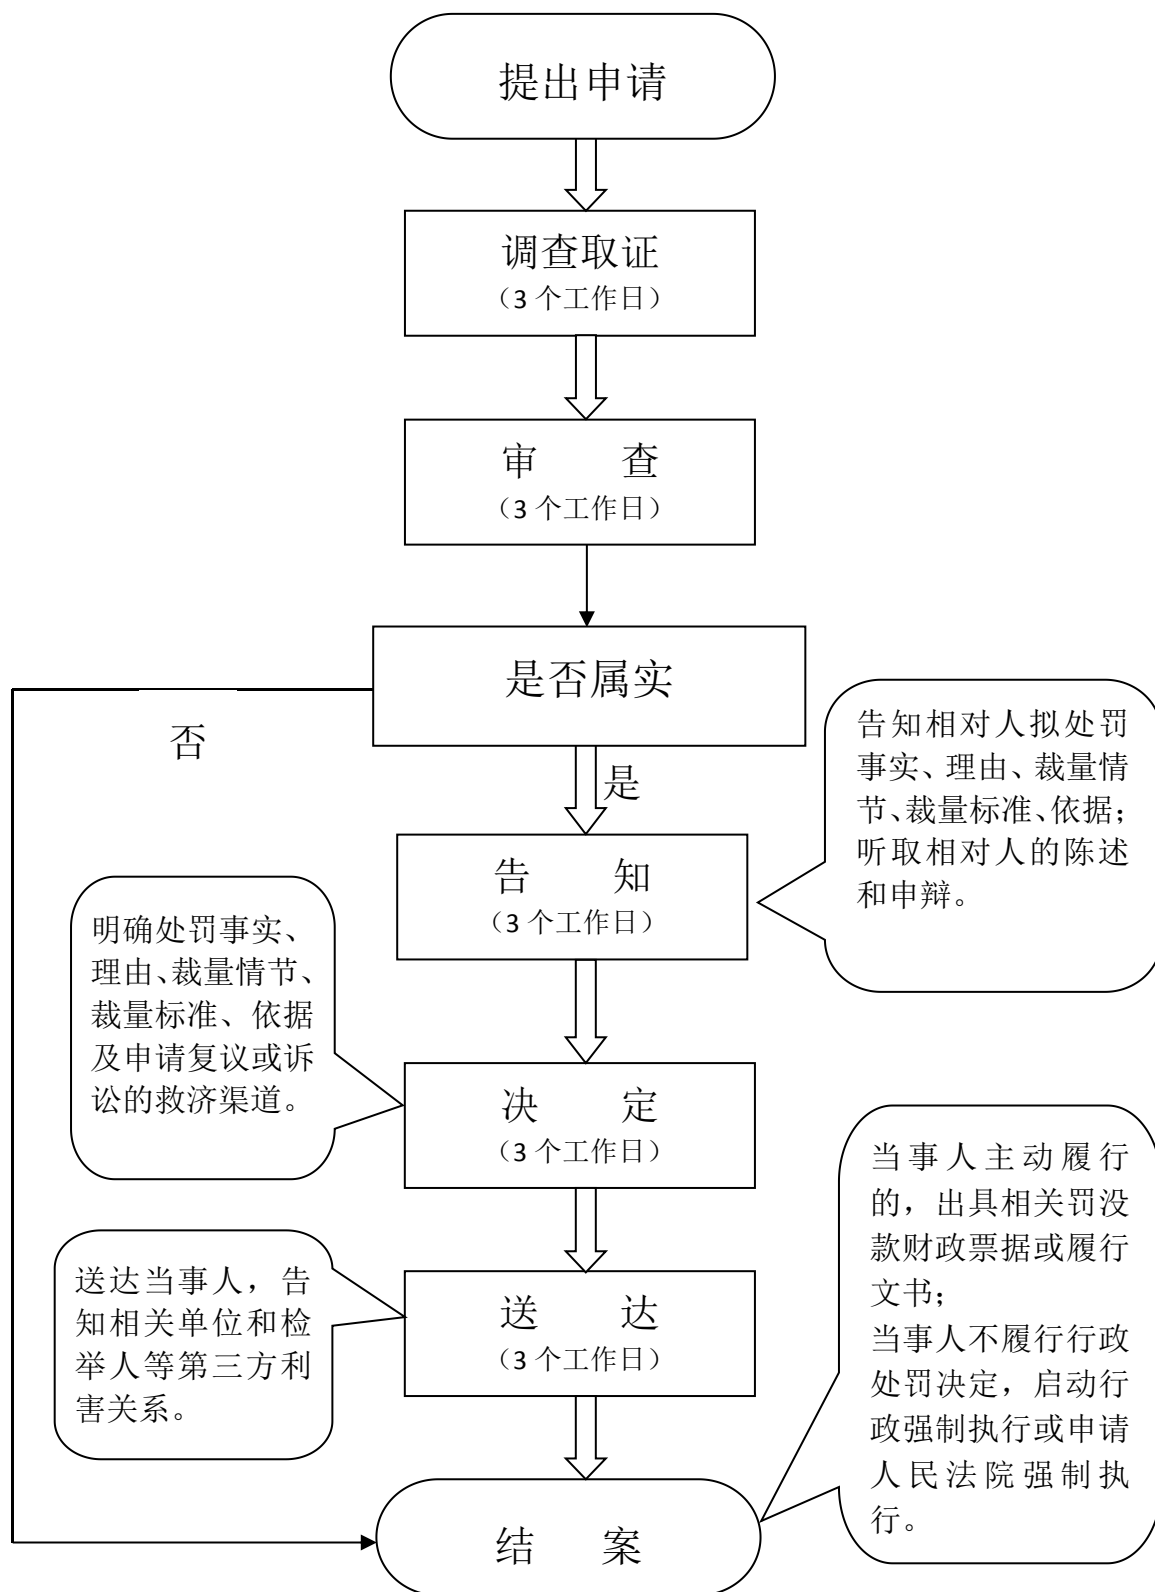 提出申请
调查取证
（3 个工作日）
审 查
（3 个工作日）
是否属实
否
是
告知相对人拟处罚
事实、理由、裁量情
节、裁量标准、依据；
听取相对人的陈述
和申辩。
告 知
（3 个工作日）
明确处罚事实、
理由、裁量情节、
裁量标准、依据
及申请复议或诉
讼的救济渠道。
决 定
（3 个工作日）
送达当事人，告
知相关单位和检
举人等第三方利
害关系。
送 达
（3 个工作日）
当事人主动履行
的，出具相关罚没
款财政票据或履行
文书；
当事人不履行行政
处罚决定，启动行
政强制执行或申请
人民法院强制执
行。
结 案